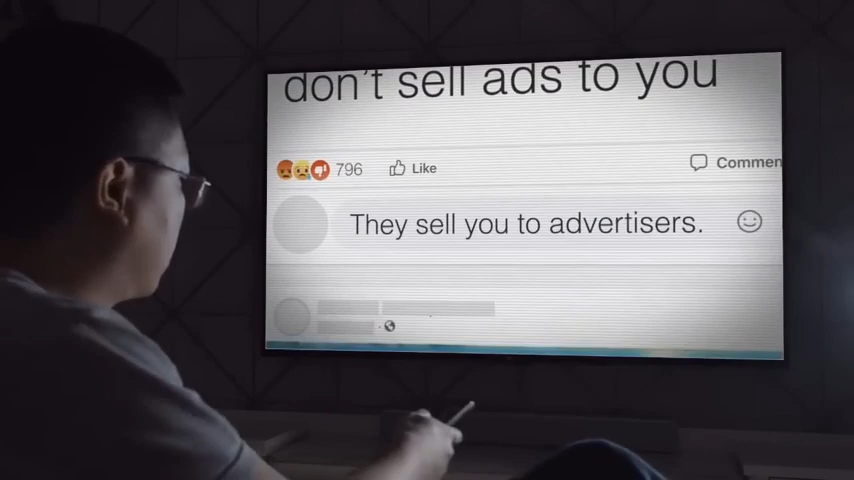 don't sell ads to you
796 Like Commen
They sell you to advertisers.